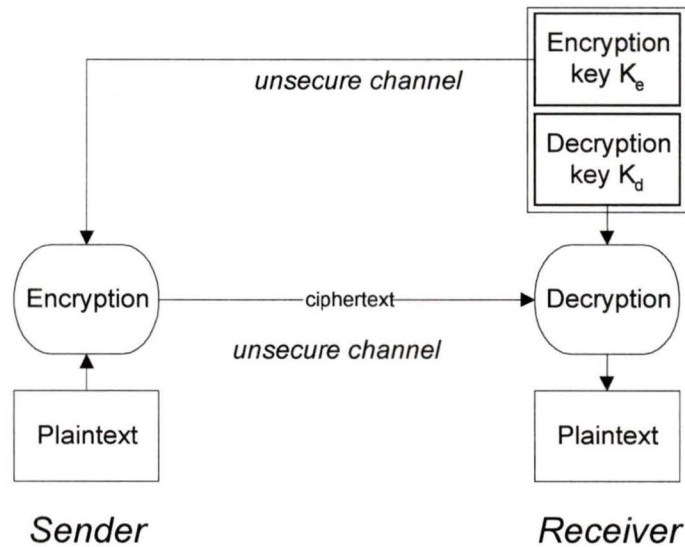 Encryption
key Ke
unsecure channel
Decryption
key Kd
Encryption
ciphertext
Decryption
unsecure channel
Plaintext
Plaintext
Sender
Receiver